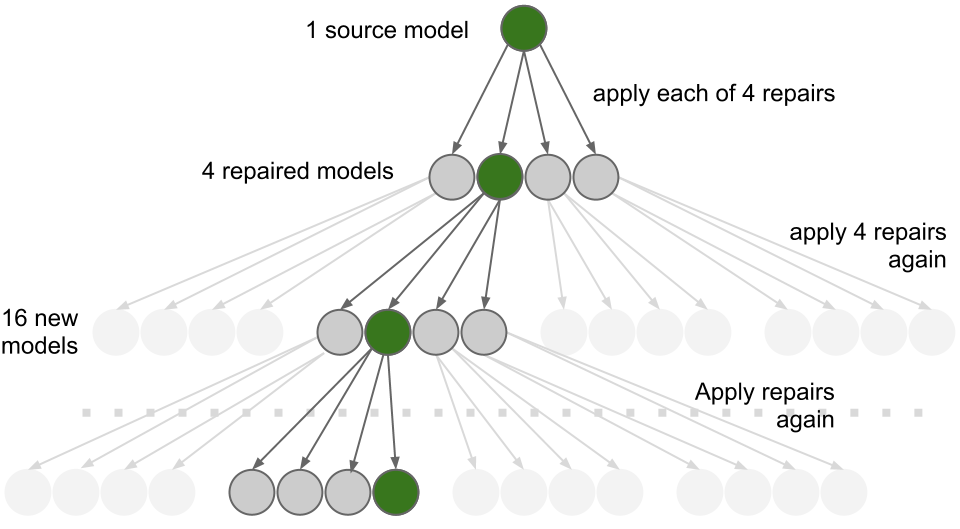 1 source model
apply each of 4 repairs
4 repaired models
apply 4 repairs
again
16 new
models
Apply repairs
again